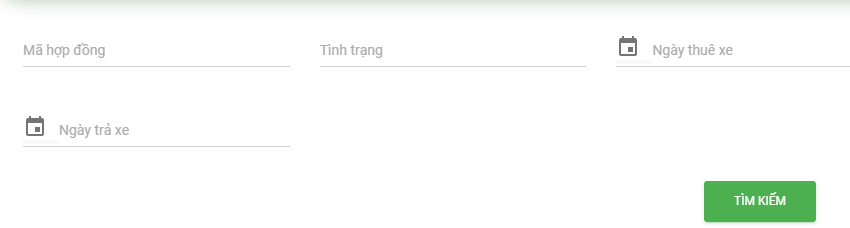 Mã hợp đồng
Tình trạng
Ngày thuê xe
Ngày trả xe
TÌM KIẾM